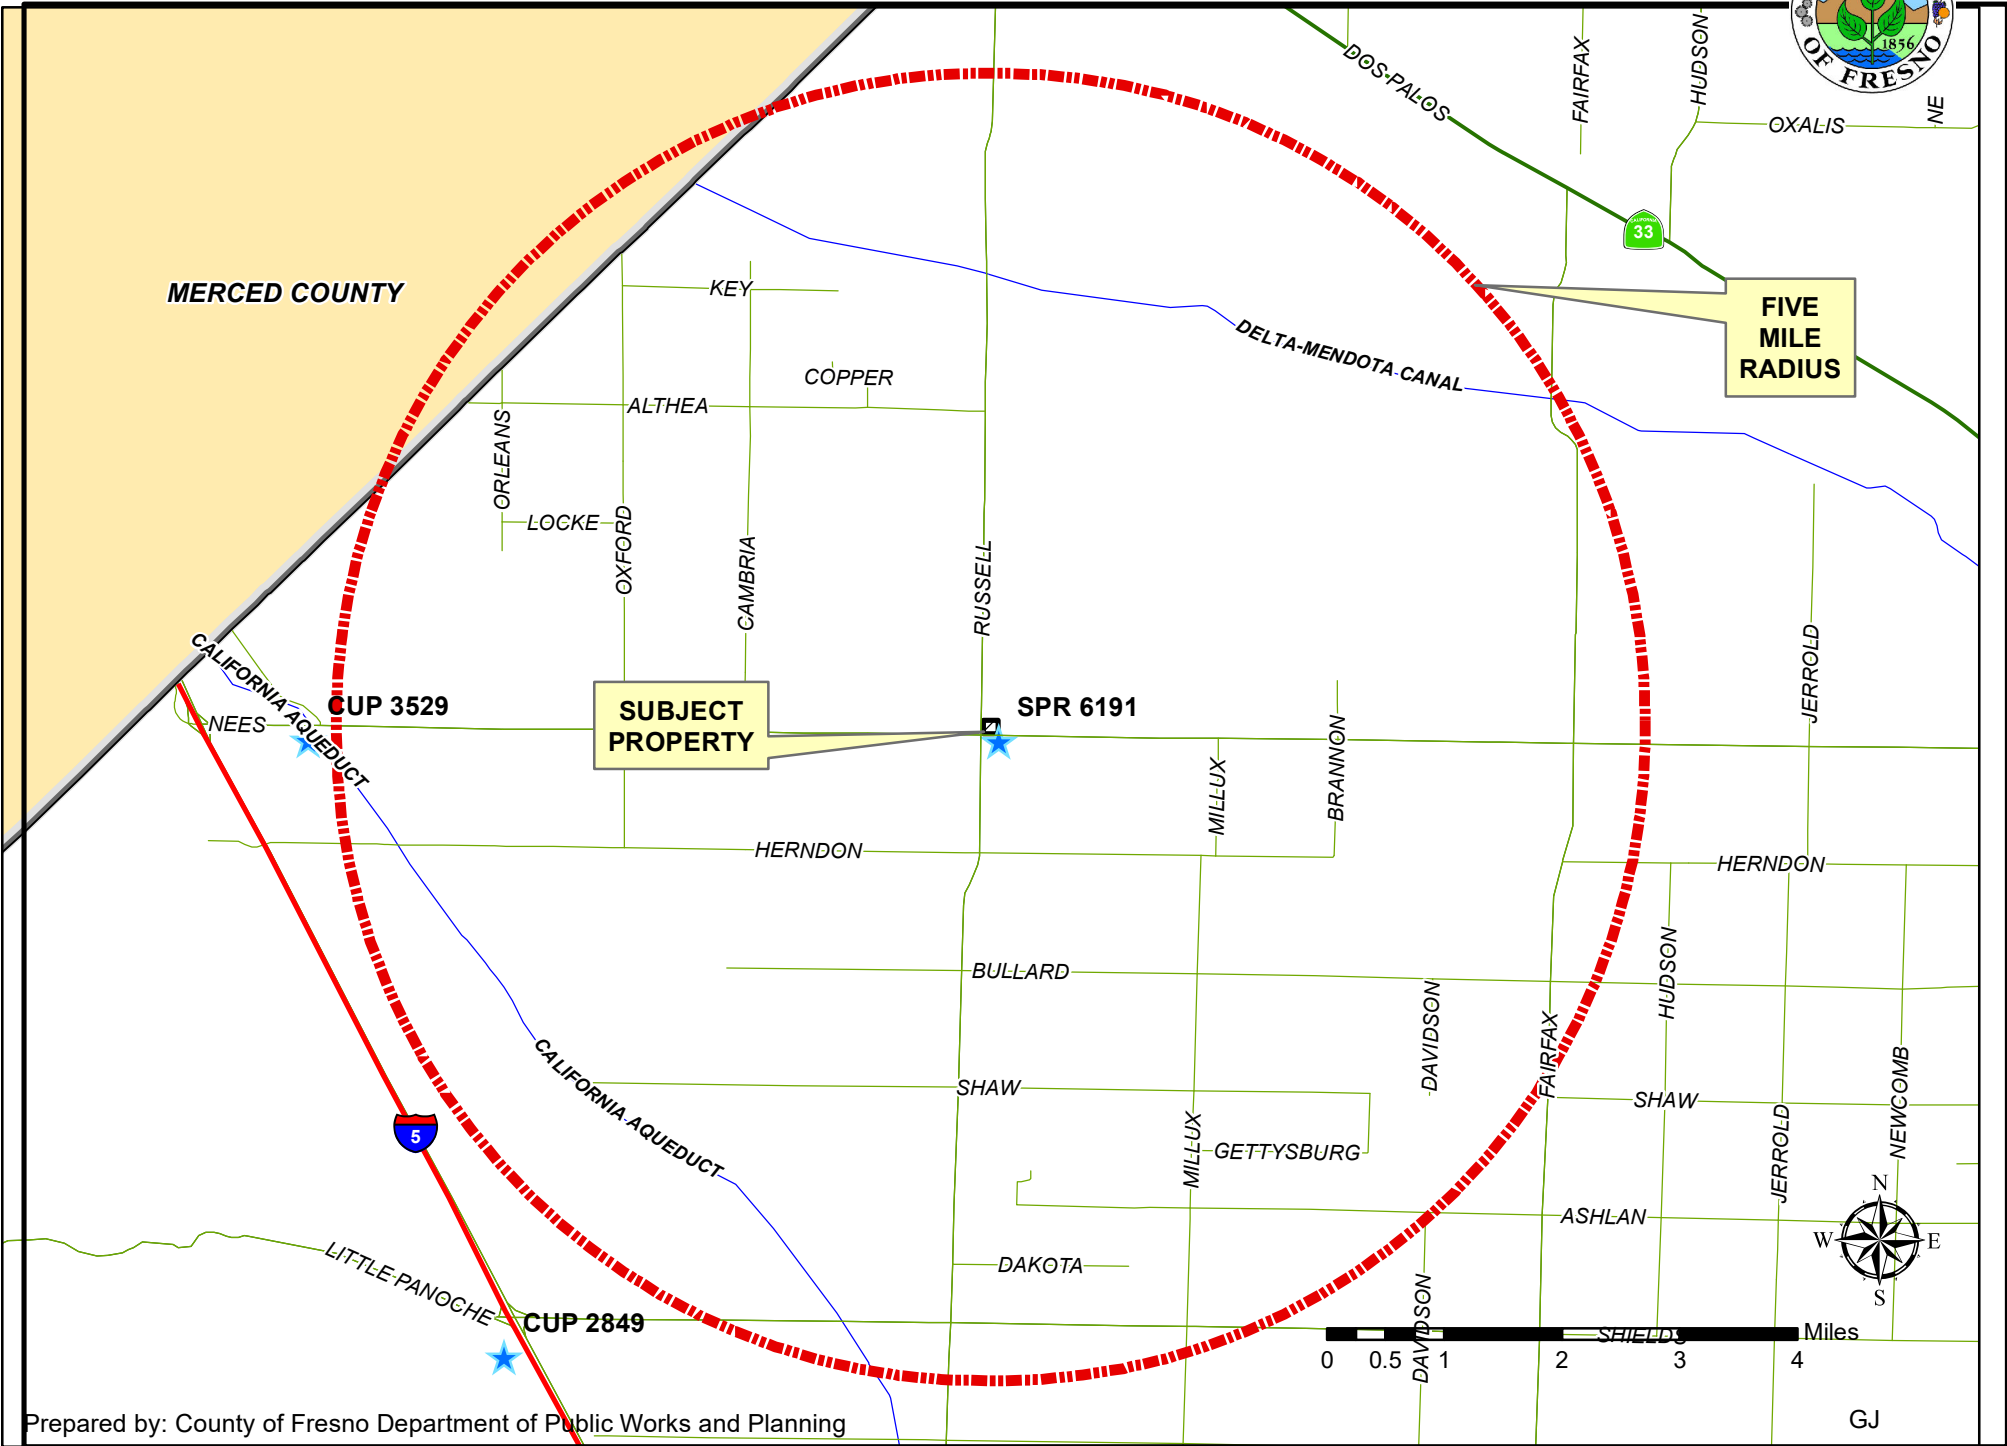 1856
OF FRESNO
DOS PALOS
FAIRFAX
HUDSON
NE
OXALIS
CALIFORNIA
33
MERCED COUNTY
KEY
FIVE
MILE
RADIUS
DELTA-MENDOTA CANAL
COPPER
ALTHEA
ORLEANS
LOCKE
OXFORD
CAMBRIA
RUSSELL
JERROLD
CALIFORNIA AQUEDUCT
NEES
CUP 3529
SUBJECT
PROPERTY
SPR 6191
MILLUX
BRANNON
HERNDON
HERNDON
BULLARD
HUDSON
DAVIDSON
FAIRFAX
NEWCOMB
CALIFORNIA AQUEDUCT
SHAW
SHAW
5
MILLUX
GETTYSBURG
JERROLD
ASHLAN
N
W
E
S
LITTLE PANOCHE
DAKOTA
DAVIDSON
CUP 2849
SHIELDS
Miles
0 0.5 1 2 3 4
Prepared by: County of Fresno Department of Public Works and Planning
GJ